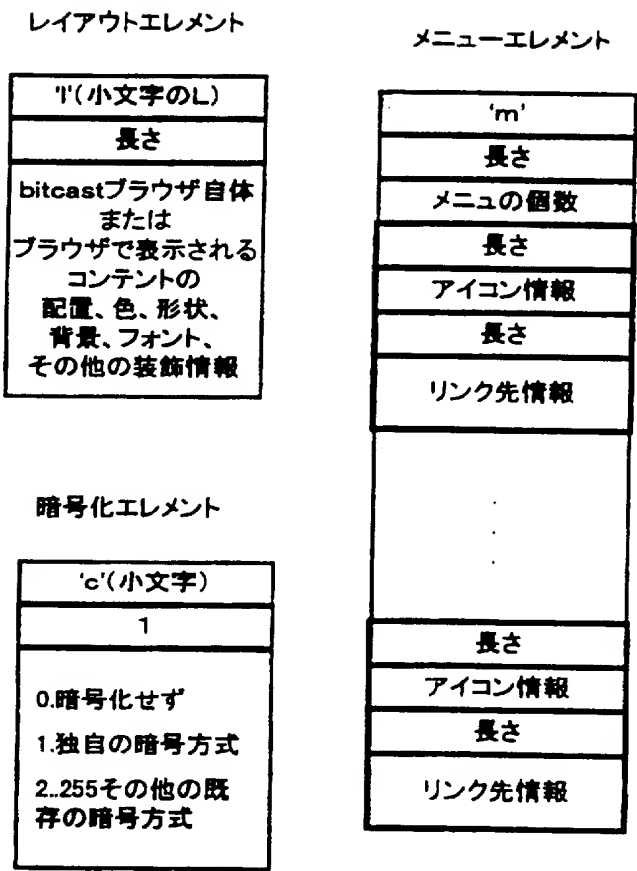 レイアウトエレメント
'l'(小文字のL)
長さ
bitcastブラウザ自体
または
ブラウザで表示される
コンテントの
配置、色、形状、
背景、フォント、
その他の装飾情報
暗号化エレメント
'c'(小文字)
1
0.暗号化せず
1.独自の暗号方式
2..255その他の既
存の暗号方式
メニューエレメント
'm'
長さ
メニュの個数
長さ
アイコン情報
長さ
リンク先情報
長さ
アイコン情報
長さ
リンク先情報